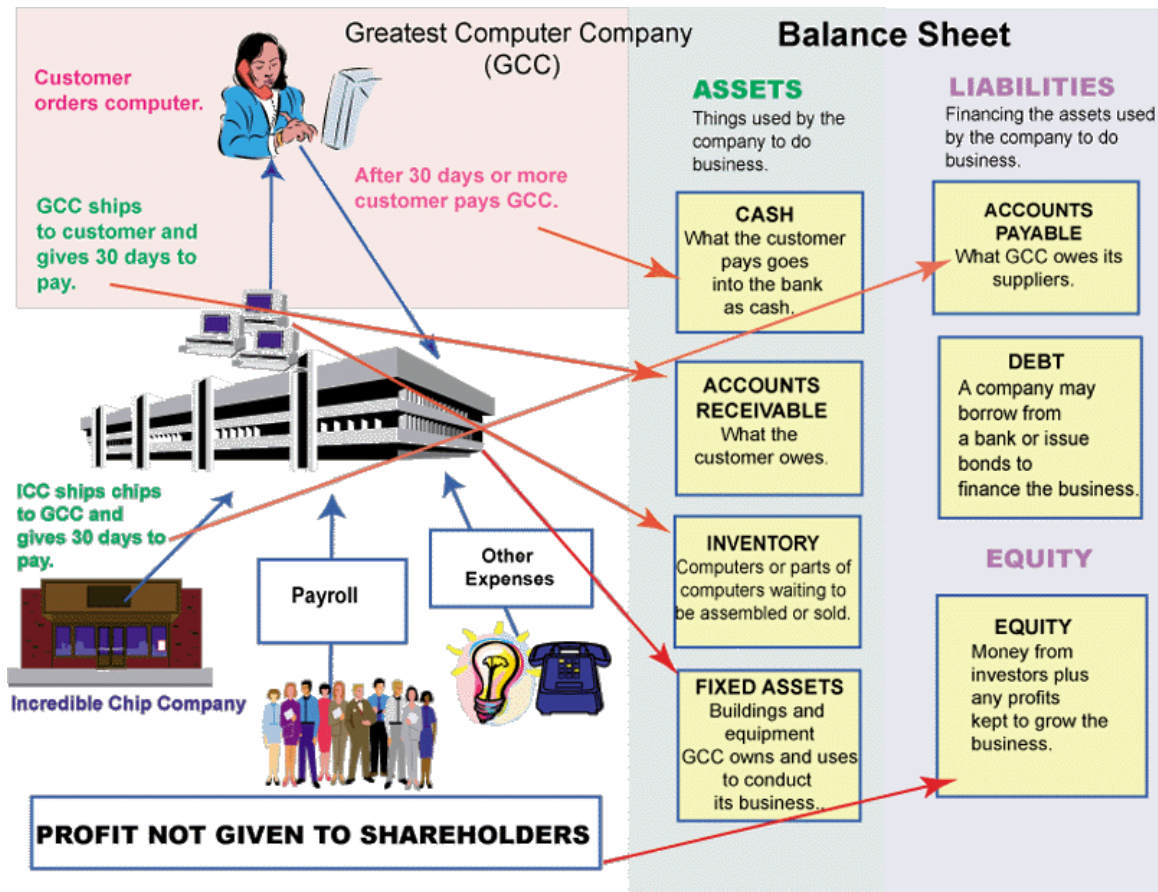 Greatest Computer Company
(GCC)
Customer
orders computer.
After 30 days or more
customer pays GCC.
GCC ships
to customer and
gives 30 days to
pay.
ICC ships chips
to GCC and
gives 30 days to
pay.
Incredible Chip Company
Payroll
Other
Expenses
PROFIT NOT GIVEN TO SHAREHOLDERS
Balance Sheet
ASSETS
Things used by the
company to do
business.
CASH
What the customer
pays goes
into the bank
as cash.
ACCOUNTS
RECEIVABLE
What the
customer owes.
INVENTORY
Computers or parts of
computers waiting to
be assembled or sold.
FIXED ASSETS
Buildings and
equipment
GCC owns and uses
to conduct
its business..
LIABILITIES
Financing the assets used
by the company to do
business.
ACCOUNTS
PAYABLE
What GCC owes its
suppliers.
DEBT
A company may
borrow from
a bank or issue
bonds to
finance the business.
EQUITY
EQUITY
Money from
investors plus
any profits
kept to grow the
business.